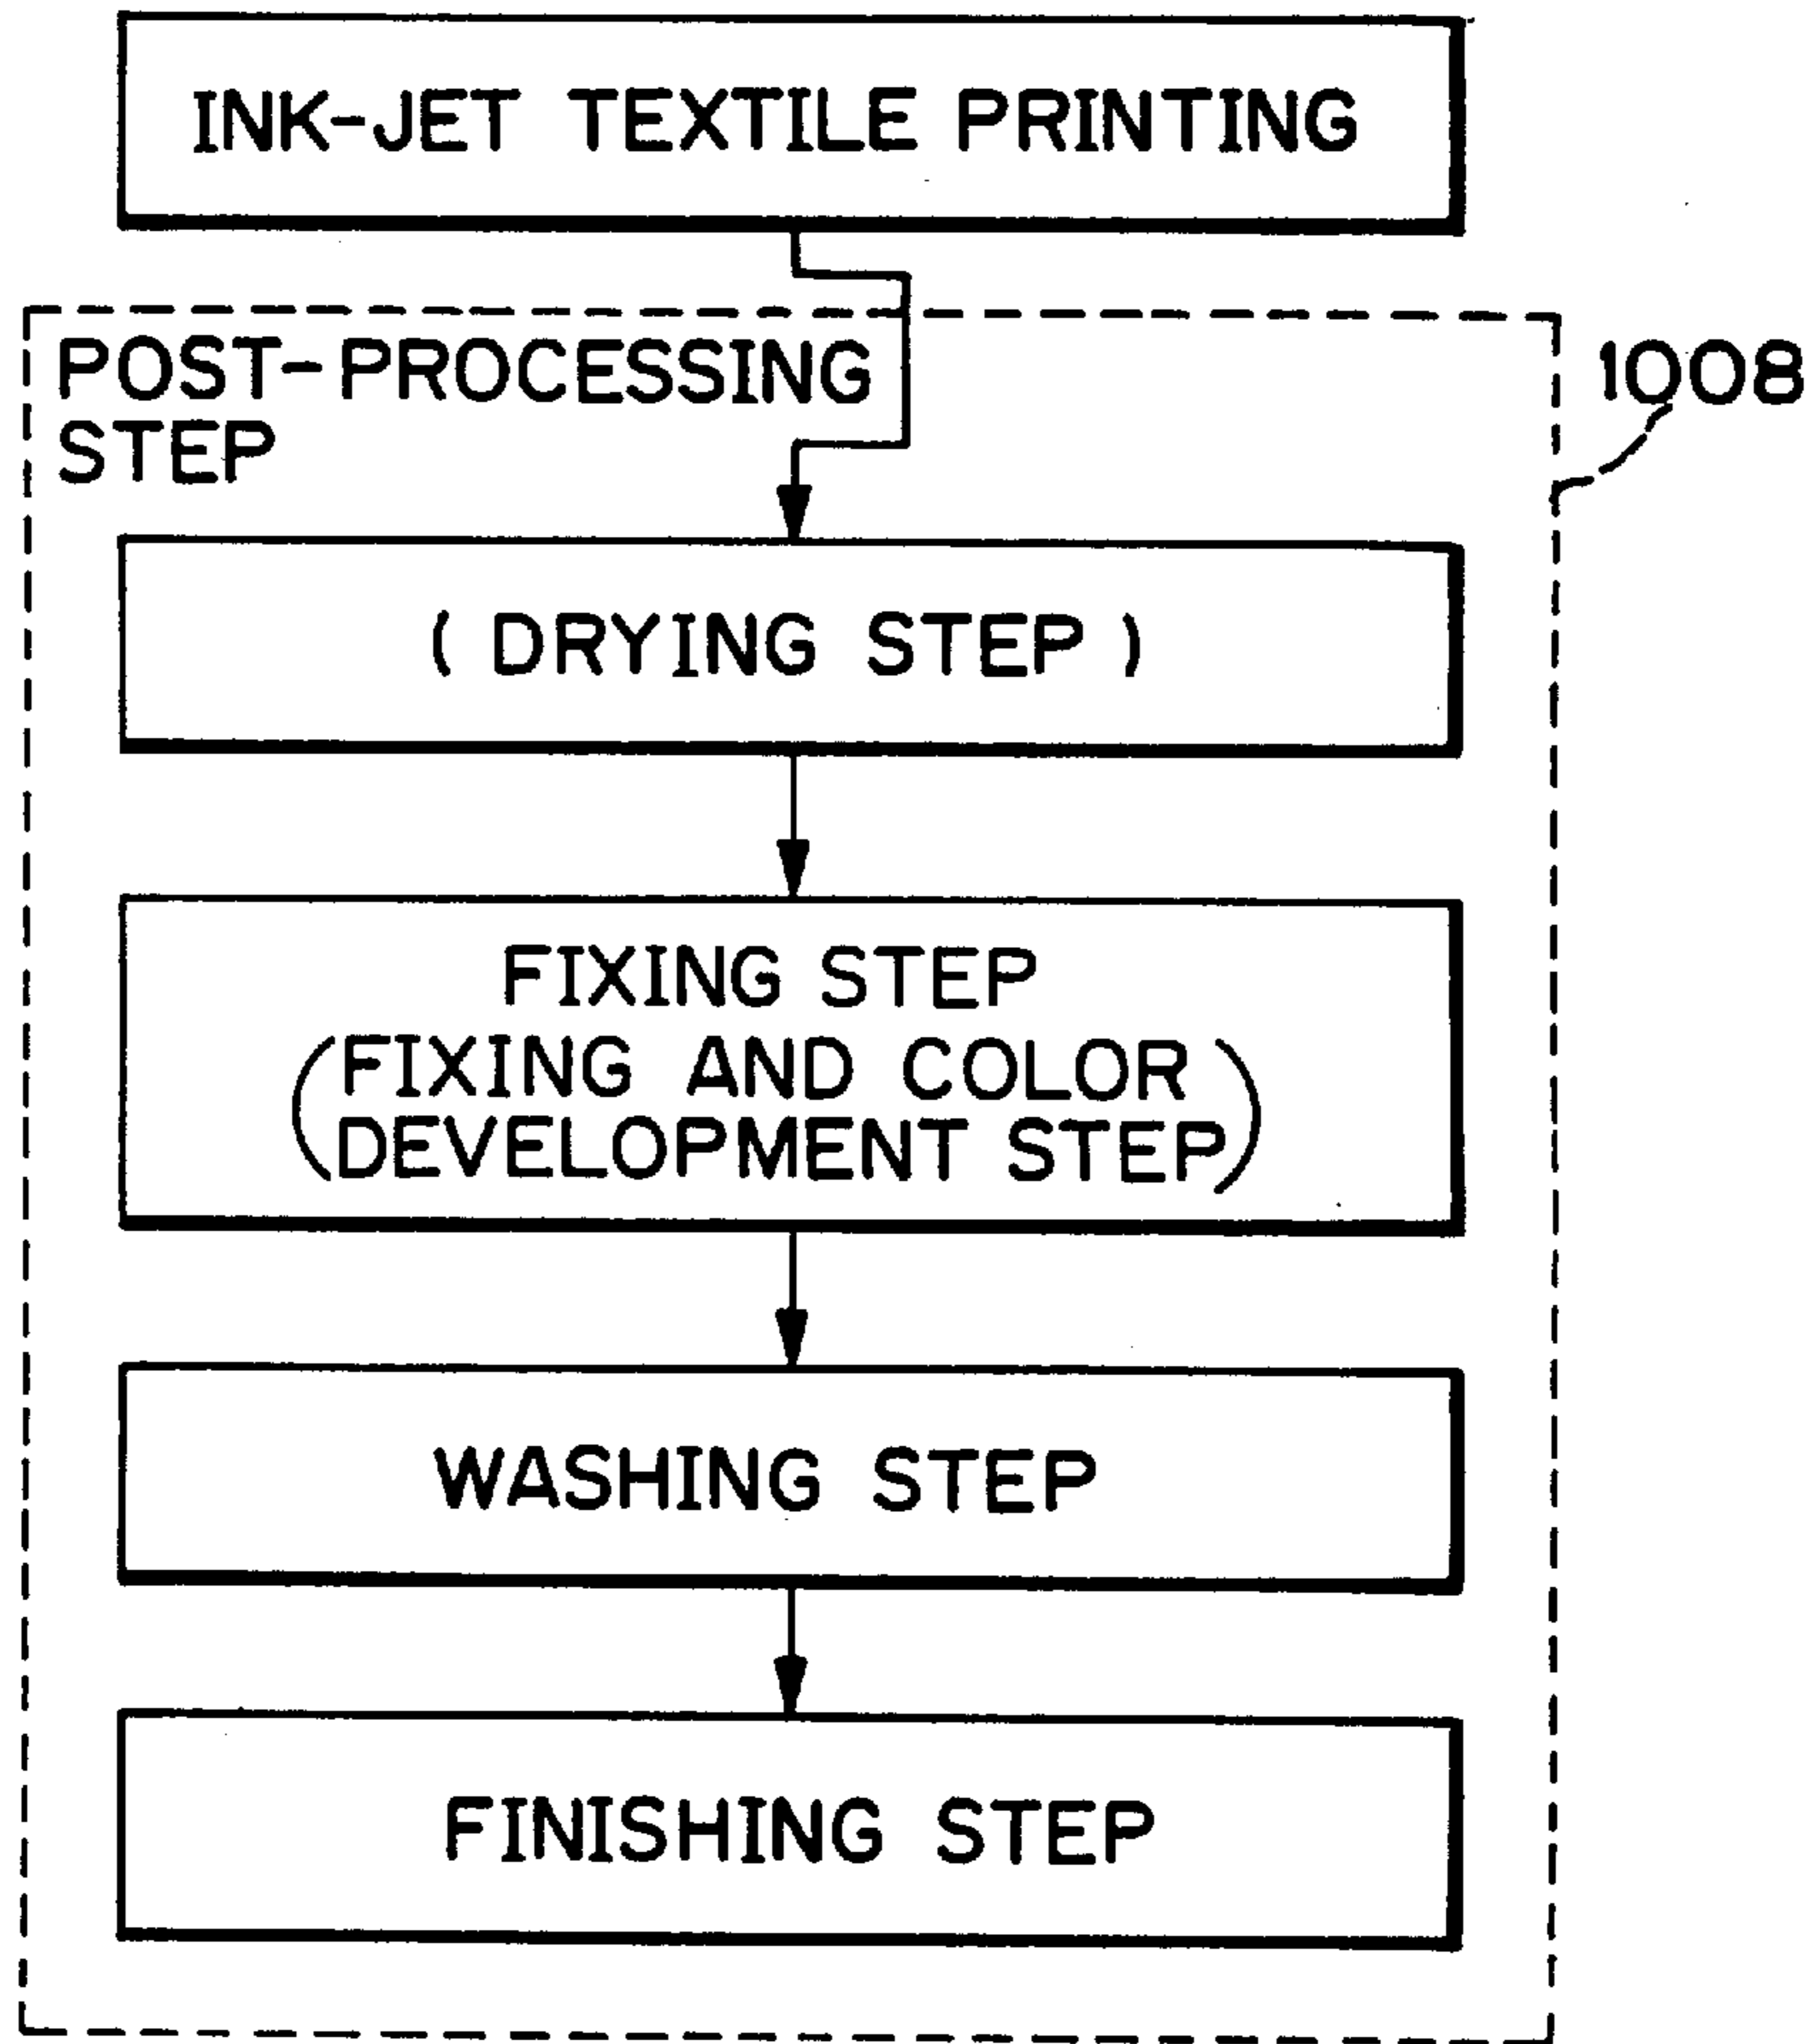 INK-JET TEXTILE PRINTING
POST-PROCESSING
STEP
1008
( DRYING STEP )
FIXING STEP
(FIXING AND COLOR
DEVELOPMENT STEP)
WASHING STEP
FINISHING STEP